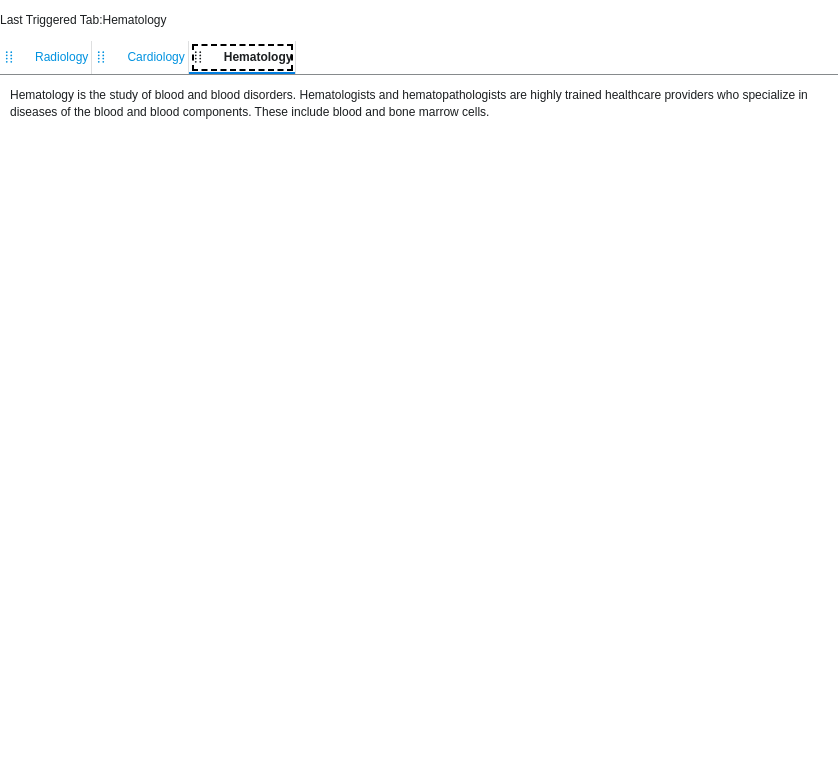 Last Triggered Tab:Hematology
Radiology Cardiology Hematology
Hematology is the study of blood and blood disorders. Hematologists and hematopathologists are highly trained healthcare providers who specialize in
diseases of the blood and blood components. These include blood and bone marrow cells.